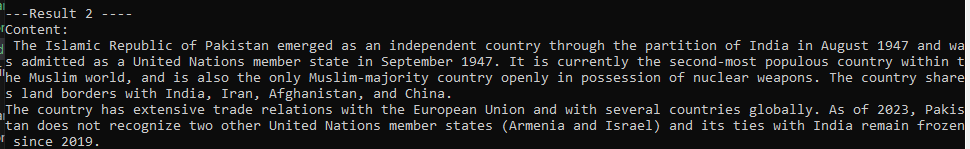 ---Result 2 ----
Content:
 The Islamic Republic of Pakistan emerged as an independent country through the partition of India in August 1947 and wa
s admitted as a United Nations member state in September 1947. It is currently the second-most populous country within t
he Muslim world, and is also the only Muslim-majority country openly in possession of nuclear weapons. The country share
s land borders with India, Iran, Afghanistan, and China.
The country has extensive trade relations with the European Union and with several countries globally. As of 2023, Pakis
tan does not recognize two other United Nations member states (Armenia and Israel) and its ties with India remain frozen
 since 2019.